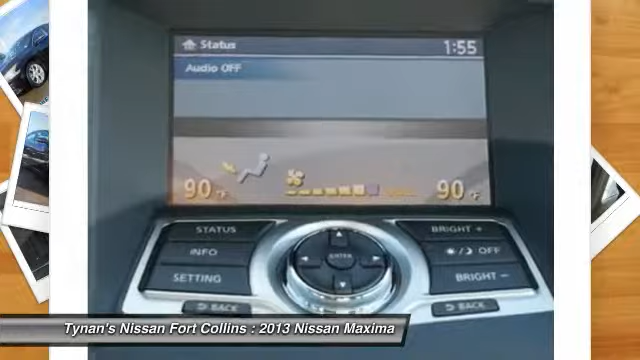 Status 1:55
Audio OFF
90 °F 90 °F
STATUS BRIGHT +
INFO ENTER OFF
SETTING BRIGHT −
BACK BACK
Tynan's Nissan Fort Collins : 2013 Nissan Maxima